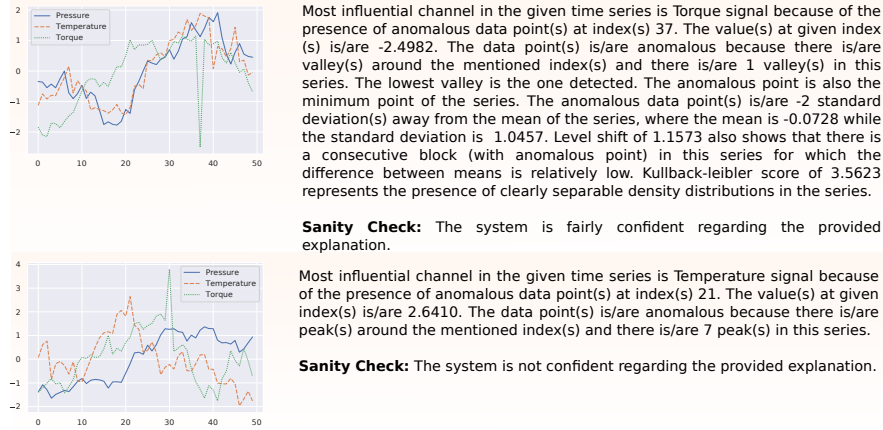 2
1
0
−1
−2
0
10
20
30
40
50
Pressure
Temperature
Torque
Most influential channel in the given time series is Torque signal because of the
presence of anomalous data point(s) at index(s) 37. The value(s) at given index
(s) is/are -2.4982. The data point(s) is/are anomalous because there is/are
valley(s) around the mentioned index(s) and there is/are 1 valley(s) in this
series. The lowest valley is the one detected. The anomalous point is also the
minimum point of the series. The anomalous data point(s) is/are -2 standard
deviation(s) away from the mean of the series, where the mean is -0.0728 while
the standard deviation is 1.0457. Level shift of 1.1573 also shows that there is
a consecutive block (with anomalous point) in this series for which the
difference between means is relatively low. Kullback-leibler score of 3.5623
represents the presence of clearly separable density distributions in the series.
Sanity Check: The system is fairly confident regarding the provided
explanation.
4
3
2
1
0
−1
−2
0
10
20
30
40
50
Pressure
Temperature
Torque
Most influential channel in the given time series is Temperature signal because
of the presence of anomalous data point(s) at index(s) 21. The value(s) at given
index(s) is/are 2.6410. The data point(s) is/are anomalous because there is/are
peak(s) around the mentioned index(s) and there is/are 7 peak(s) in this series.
Sanity Check: The system is not confident regarding the provided explanation.